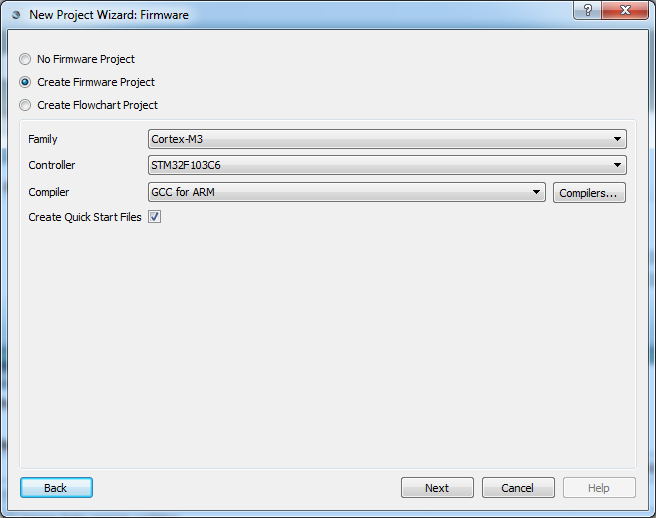 New Project Wizard: Firmware
?
No Firmware Project
Create Firmware Project
Create Flowchart Project
Family Cortex-M3
Controller STM32F103C6
Compiler GCC for ARM Compilers...
Create Quick Start Files
Back Next Cancel Help